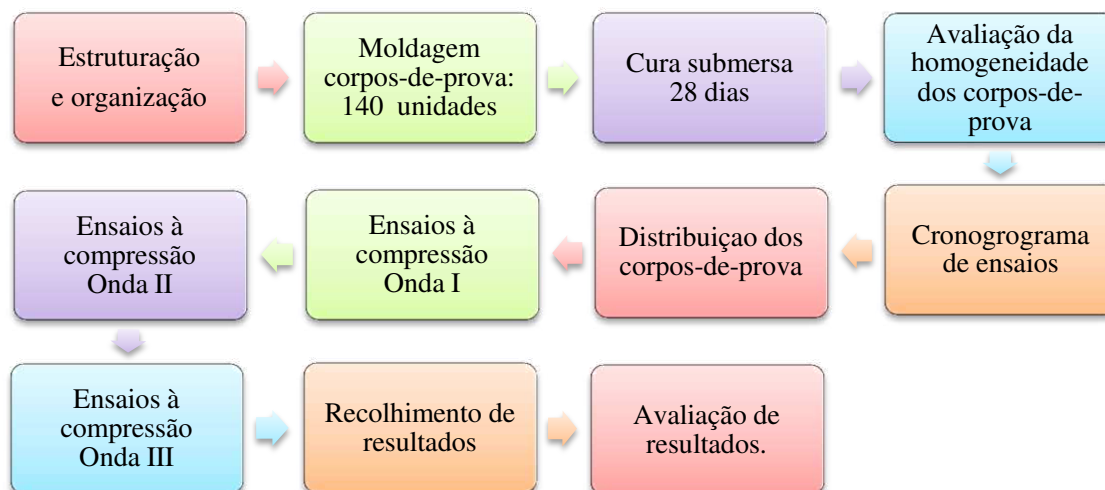 Estruturação
e organização
Moldagem
corpos-de-prova:
140 unidades
Cura submersa
28 dias
Avaliação da
homogeneidade
dos corpos-de-
prova
Cronogrograma
de ensaios
Distribuiçao dos
corpos-de-prova
Ensaios à
compressão
Onda I
Ensaios à
compressão
Onda II
Ensaios à
compressão
Onda III
Recolhimento de
resultados
Avaliação de
resultados.